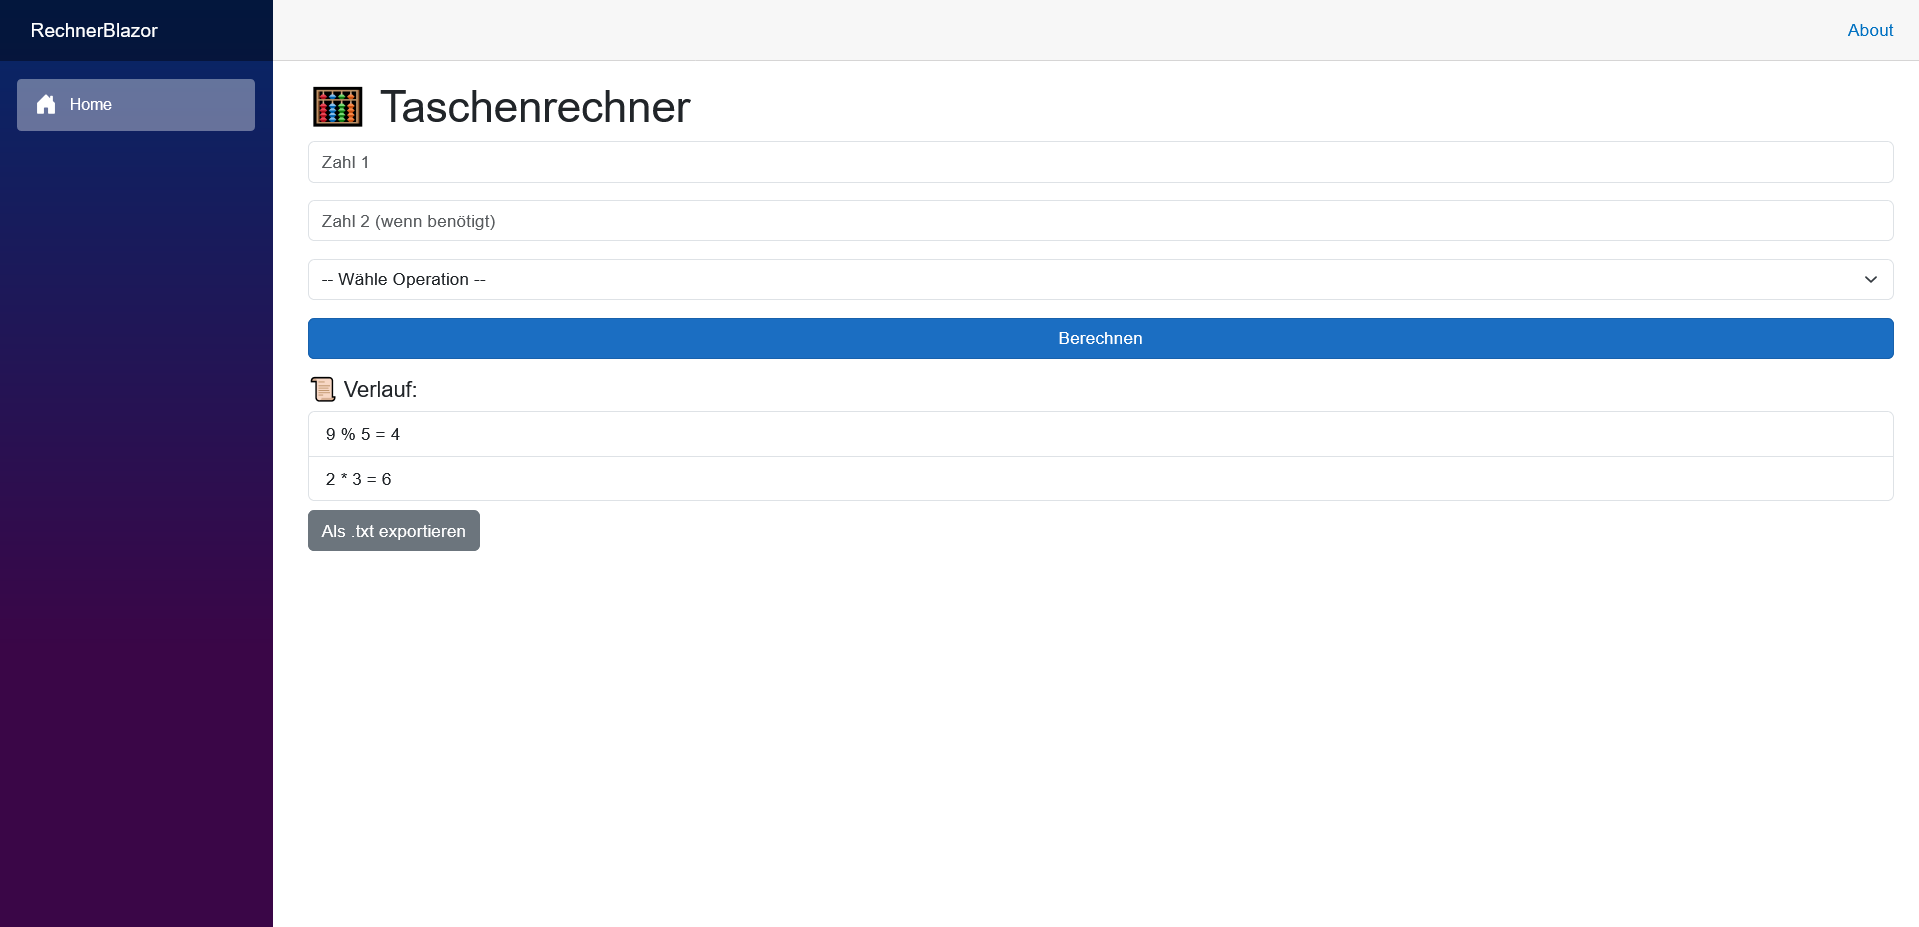 RechnerBlazor
About
Home
Taschenrechner
Zahl 1
Zahl 2 (wenn benötigt)
-- Wähle Operation --
Berechnen
Verlauf:
9 % 5 = 4
2 * 3 = 6
Als .txt exportieren